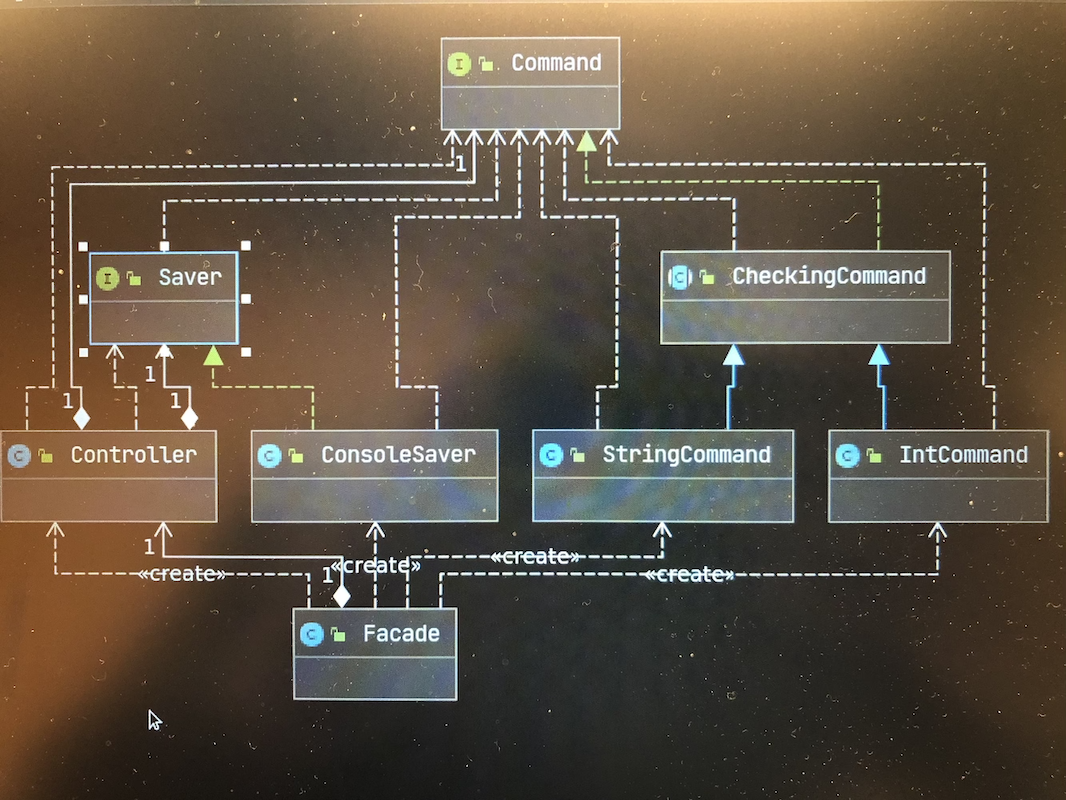 I Command
1
I Saver
C CheckingCommand
1
1
1
C Controller
C ConsoleSaver
C StringCommand
C IntCommand
1
«create»
1
«create»
«create»
«create»
C Facade